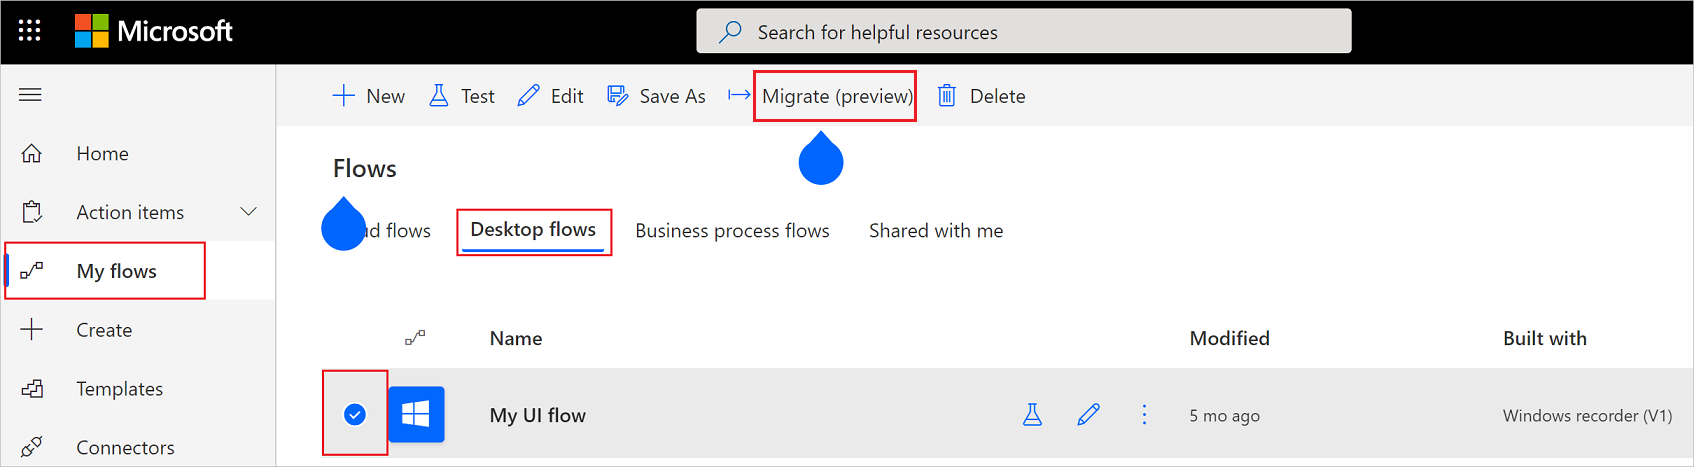 Microsoft
Search for helpful resources
New Test Edit Save As Migrate (preview) Delete
Home
Action items
My flows
Create
Templates
Connectors
Flows
flows Desktop flows Business process flows Shared with me
Name Modified Built with
My UI flow 5 mo ago Windows recorder (V1)